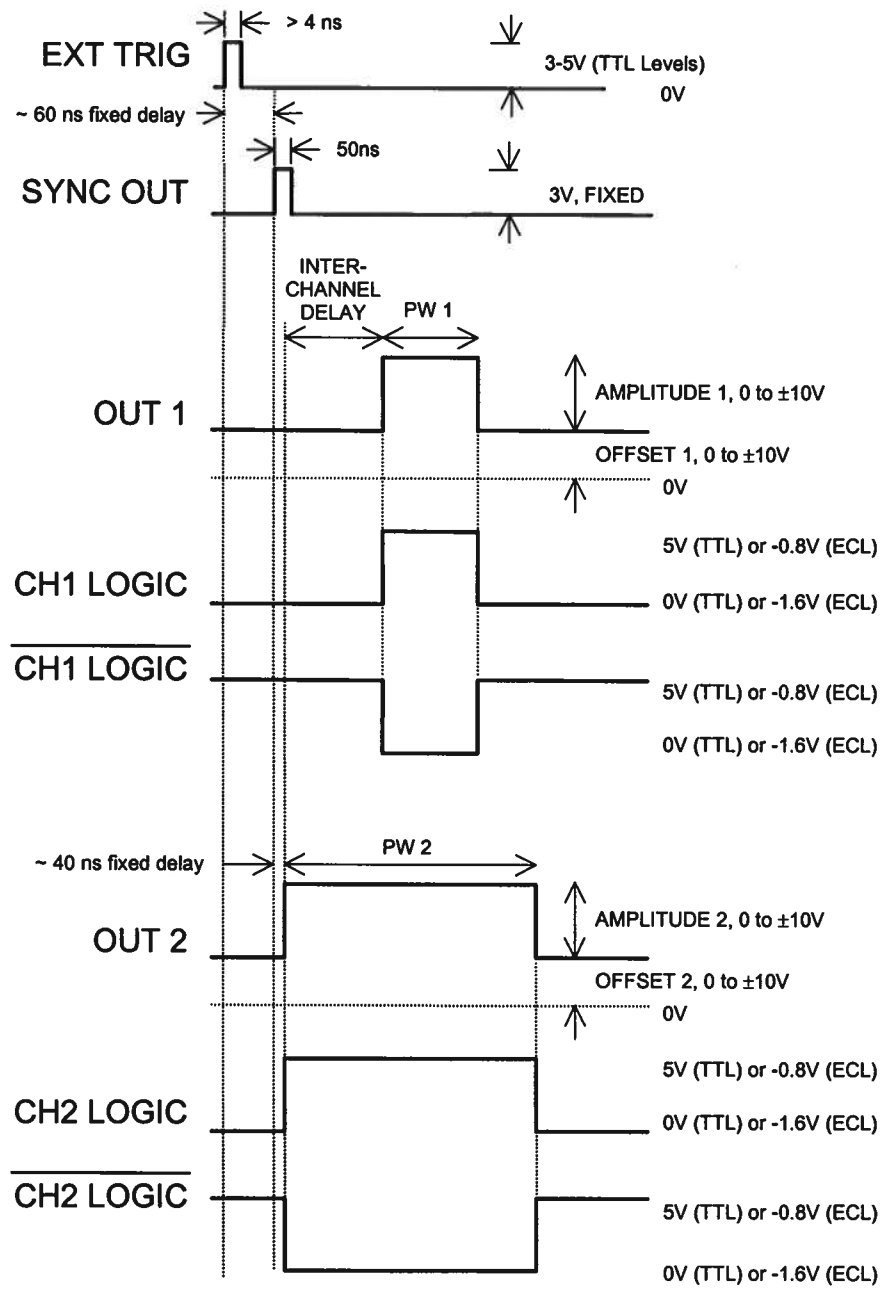 > 4 ns
EXT TRIG
3-5V (TTL Levels)
0V
~ 60 ns fixed delay
50ns
SYNC OUT
3V, FIXED
INTER-
CHANNEL
DELAY
PW 1
OUT 1
AMPLITUDE 1, 0 to ±10V
OFFSET 1, 0 to ±10V
0V
5V (TTL) or -0.8V (ECL)
CH1 LOGIC
0V (TTL) or -1.6V (ECL)
CH1 LOGIC
5V (TTL) or -0.8V (ECL)
0V (TTL) or -1.6V (ECL)
PW 2
~ 40 ns fixed delay
AMPLITUDE 2, 0 to ±10V
OUT 2
OFFSET 2, 0 to ±10V
0V
5V (TTL) or -0.8V (ECL)
CH2 LOGIC
0V (TTL) or -1.6V (ECL)
CH2 LOGIC
5V (TTL) or -0.8V (ECL)
0V (TTL) or -1.6V (ECL)